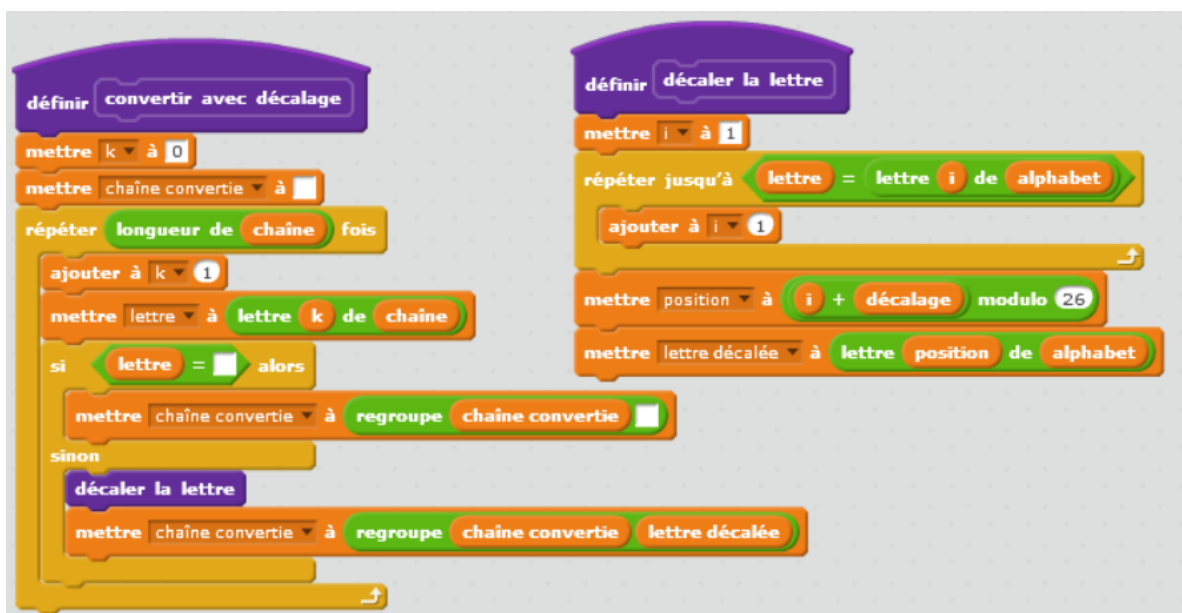 définir convertir avec décalage
mettre k à 0
mettre chaîne convertie à
répéter longueur de chaîne fois
ajouter à k 1
mettre lettre à lettre k de chaîne
si lettre = alors
mettre chaîne convertie à regroupe chaîne convertie
sinon
décaler la lettre
mettre chaîne convertie à regroupe chaîne convertie lettre décalée
définir décaler la lettre
mettre i à 1
répéter jusqu'à lettre = lettre i de alphabet
ajouter à i 1
mettre position à i + décalage modulo 26
mettre lettre décalée à lettre position de alphabet